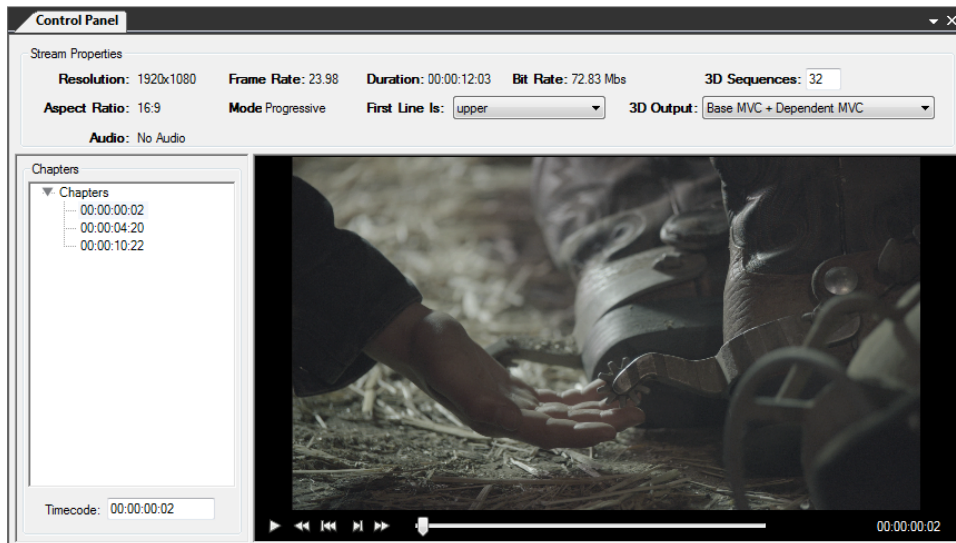 Control Panel
Stream Properties
Resolution: 1920x1080 Frame Rate: 23.98 Duration: 00:00:12:03 Bit Rate: 72.83 Mbs 3D Sequences: 32
Aspect Ratio: 16:9 Mode Progressive First Line Is: upper 3D Output: Base MVC + Dependent MVC
Audio: No Audio
Chapters
Chapters
00:00:00:02
00:00:04:20
00:00:10:22
Timecode: 00:00:00:02
00:00:00:02